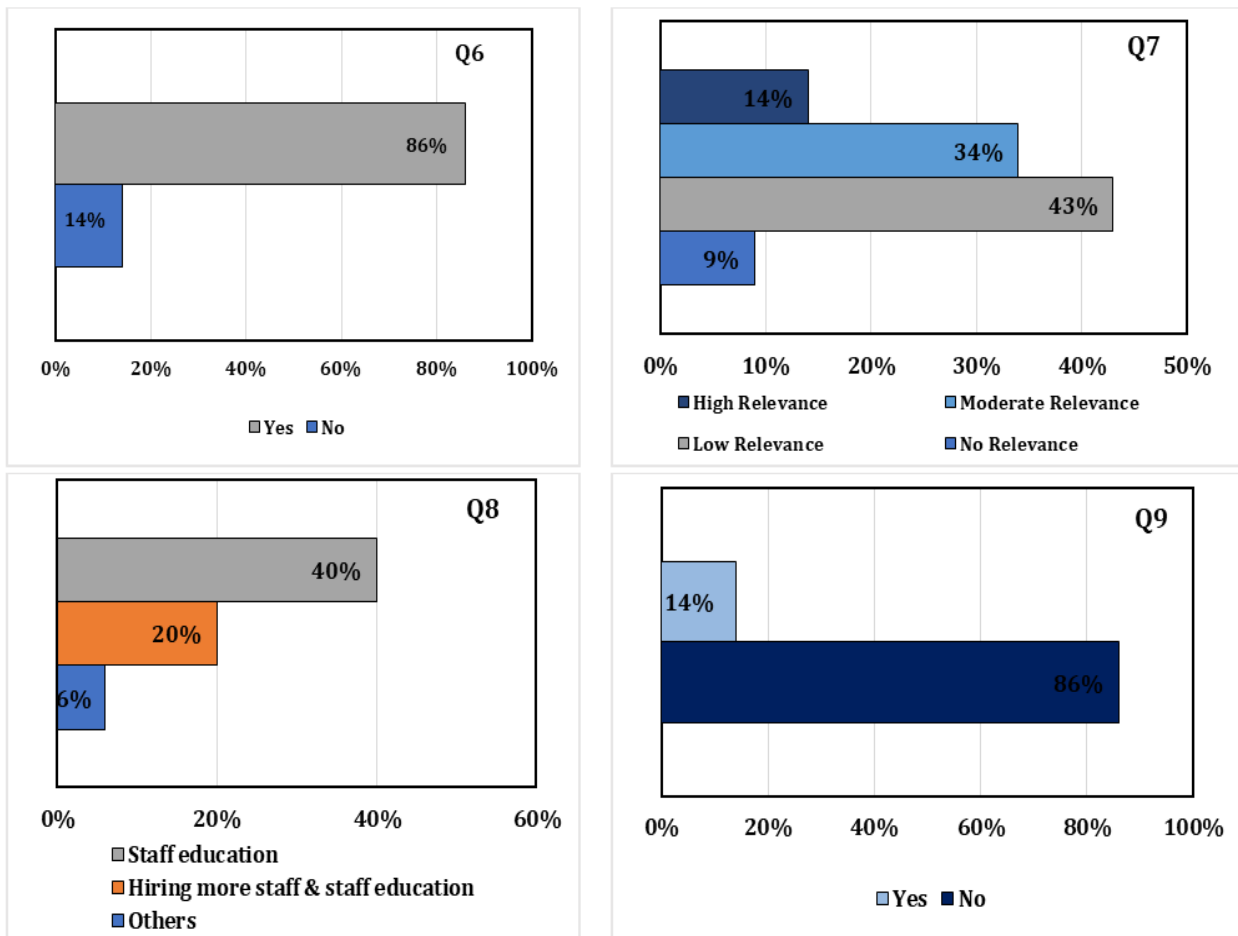 Q6
86%
14%
0% 20% 40% 60% 80% 100%
Yes No
Q7
14%
34%
43%
9%
0% 10% 20% 30% 40% 50%
High Relevance Moderate Relevance
Low Relevance No Relevance
Q8
40%
20%
6%
0% 20% 40% 60%
Staff education
Hiring more staff & staff education
Others
Q9
14%
86%
0% 20% 40% 60% 80% 100%
Yes No